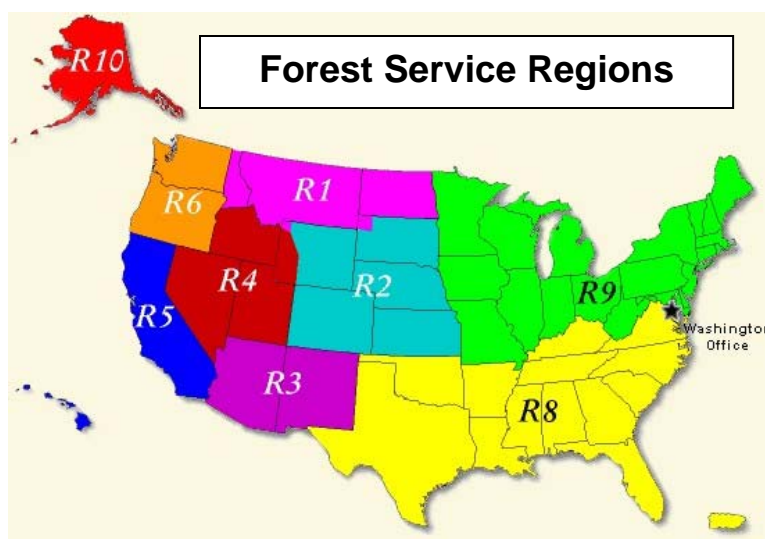 Forest Service Regions
R10
R1
R6
R4
R2
R9
R5
Washington
Office
R3
R8